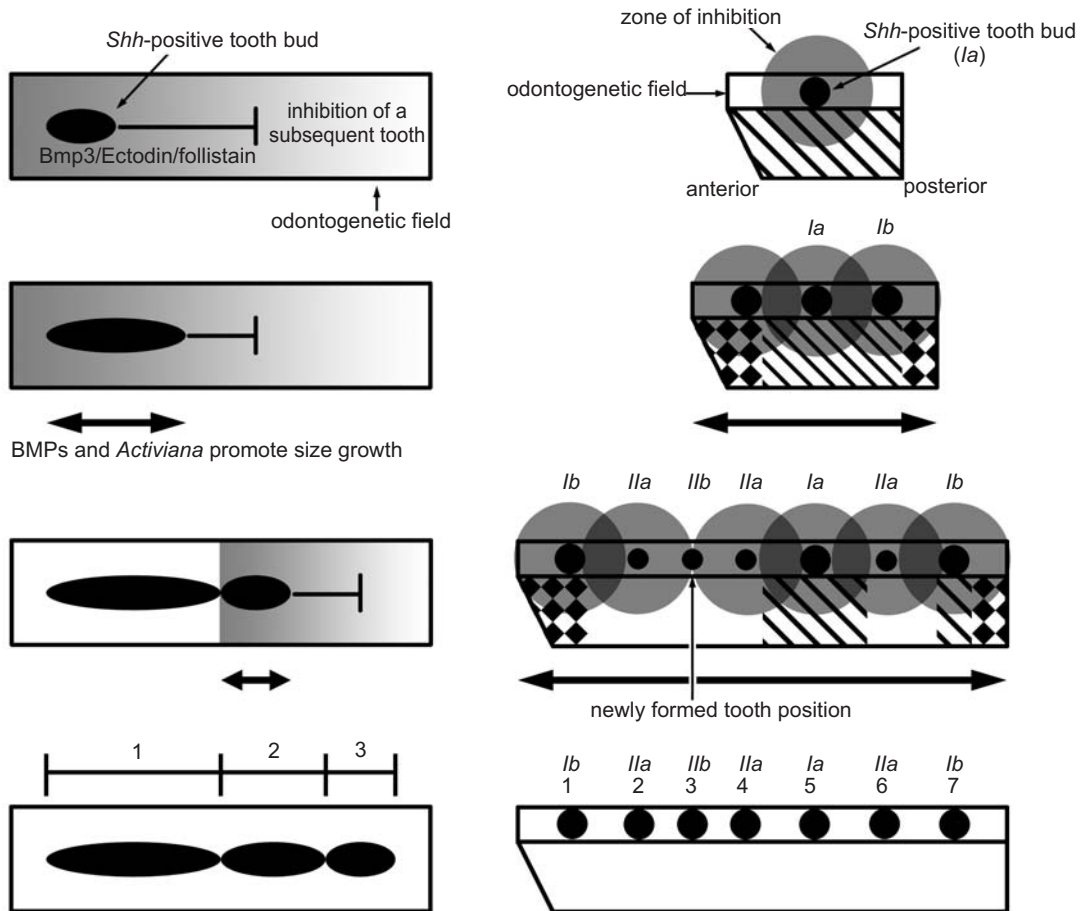 Shh-positive tooth bud
inhibition of a
subsequent tooth
Bmp3/Ectodin/follistain
odontogenetic field
BMPs and Activiana promote size growth
1 2 3
zone of inhibition
Shh-positive tooth bud
(Ia)
odontogenetic field
anterior posterior
Ia Ib
Ib IIa IIb IIa Ia IIa Ib
newly formed tooth position
Ib IIa IIb IIa Ia IIa Ib
1 2 3 4 5 6 7